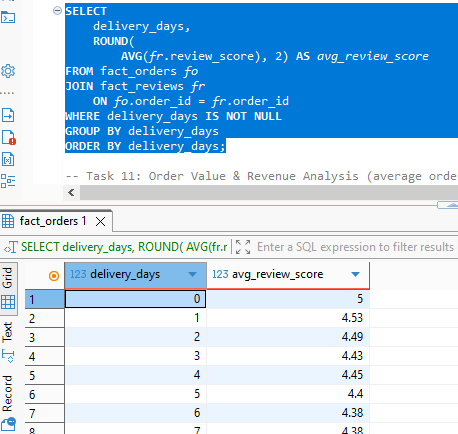 SELECT
delivery_days,
ROUND(
AVG(fr.review_score), 2) AS avg_review_score
FROM fact_orders fo
JOIN fact_reviews fr
ON fo.order_id = fr.order_id
WHERE delivery_days IS NOT NULL
GROUP BY delivery_days
ORDER BY delivery_days;
-- Task 11: Order Value & Revenue Analysis (average orde
fact_orders 1
SELECT delivery_days, ROUND( AVG(fr.r Enter a SQL expression to filter results
Grid
Text
Record
123 delivery_days 123 avg_review_score
1 0 5
2 1 4.53
3 2 4.49
4 3 4.43
5 4 4.45
6 5 4.4
7 6 4.38
8 7 4.38